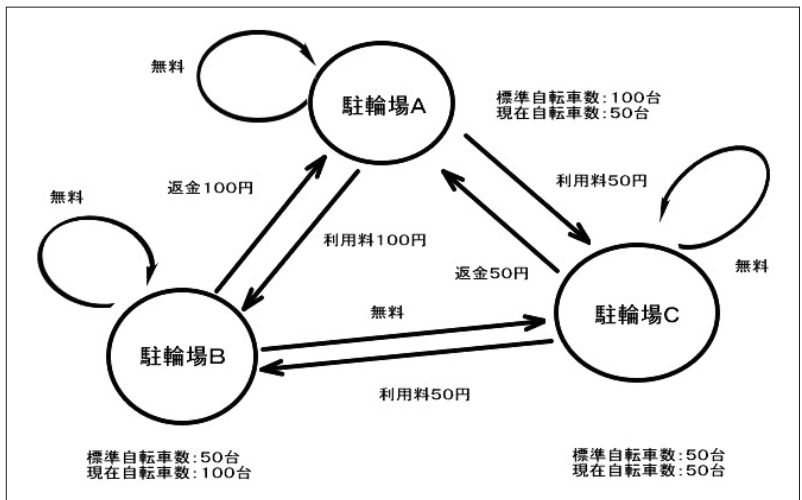 無料
駐輪場A
標準自転車数:100台
現在自転車数:50台
返金100円
利用料50円
無料
利用料100円
返金50円
無料
無料
駐輪場C
駐輪場B
利用料50円
標準自転車数:50台
現在自転車数:100台
標準自転車数:50台
現在自転車数:50台